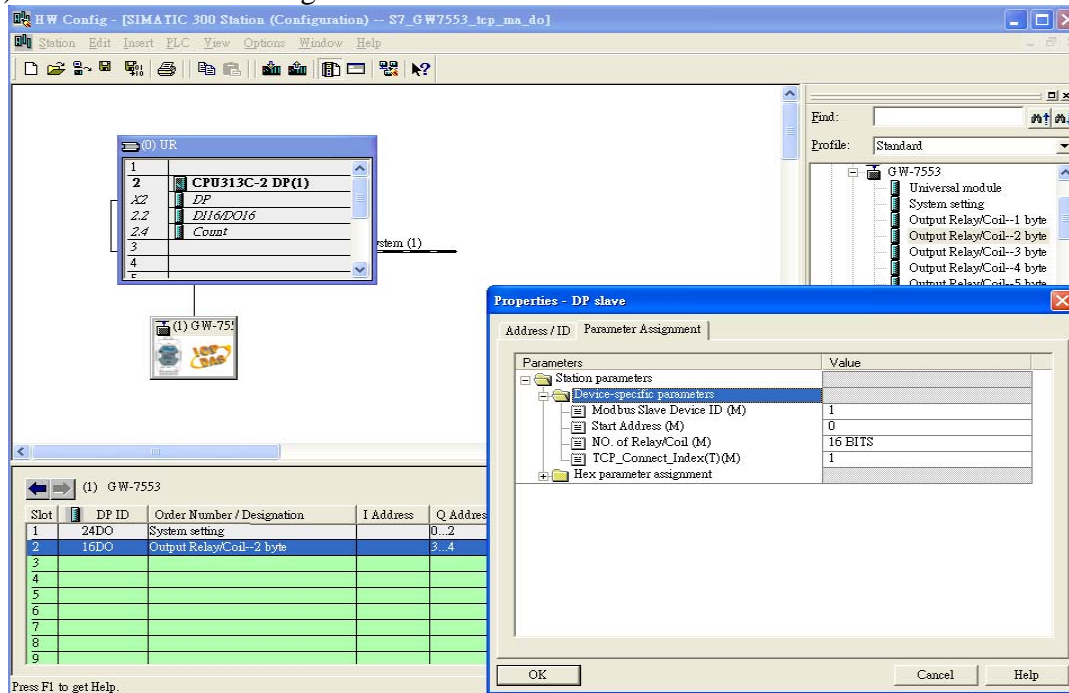 HW Config - [SIMATIC 300 Station (Configuration) -- S7_GW7553_tcp_ma_do]
Station Edit Insert PLC View Options Window Help
Find:
Profile: Standard
GW-7553
Universal module
System setting
Output Relay/Coil--1 byte
Output Relay/Coil--2 byte
Output Relay/Coil--3 byte
Output Relay/Coil--4 byte
Output Relay/Coil--5 byte
(0) UR
1
2 CPU313C-2 DP(1)
X2 DP
2.2 DI16/DO16
2.4 Count
3
4
5
stem (1)
(1) GW-75
ICP DAS
Properties - DP slave
Address / ID Parameter Assignment
Parameters Value
Station parameters
Device-specific parameters
Modbus Slave Device ID (M) 1
Start Address (M) 0
NO. of Relay/Coil (M) 16 BITS
TCP_Connect_Index(T)(M) 1
Hex parameter assignment
OK Cancel Help
(1) GW-7553
Slot DP ID Order Number / Designation I Address Q Addres
1 24DO System setting 0...2
2 16DO Output Relay/Coil--2 byte 3...4
3
4
5
6
7
8
9
Press F1 to get Help.